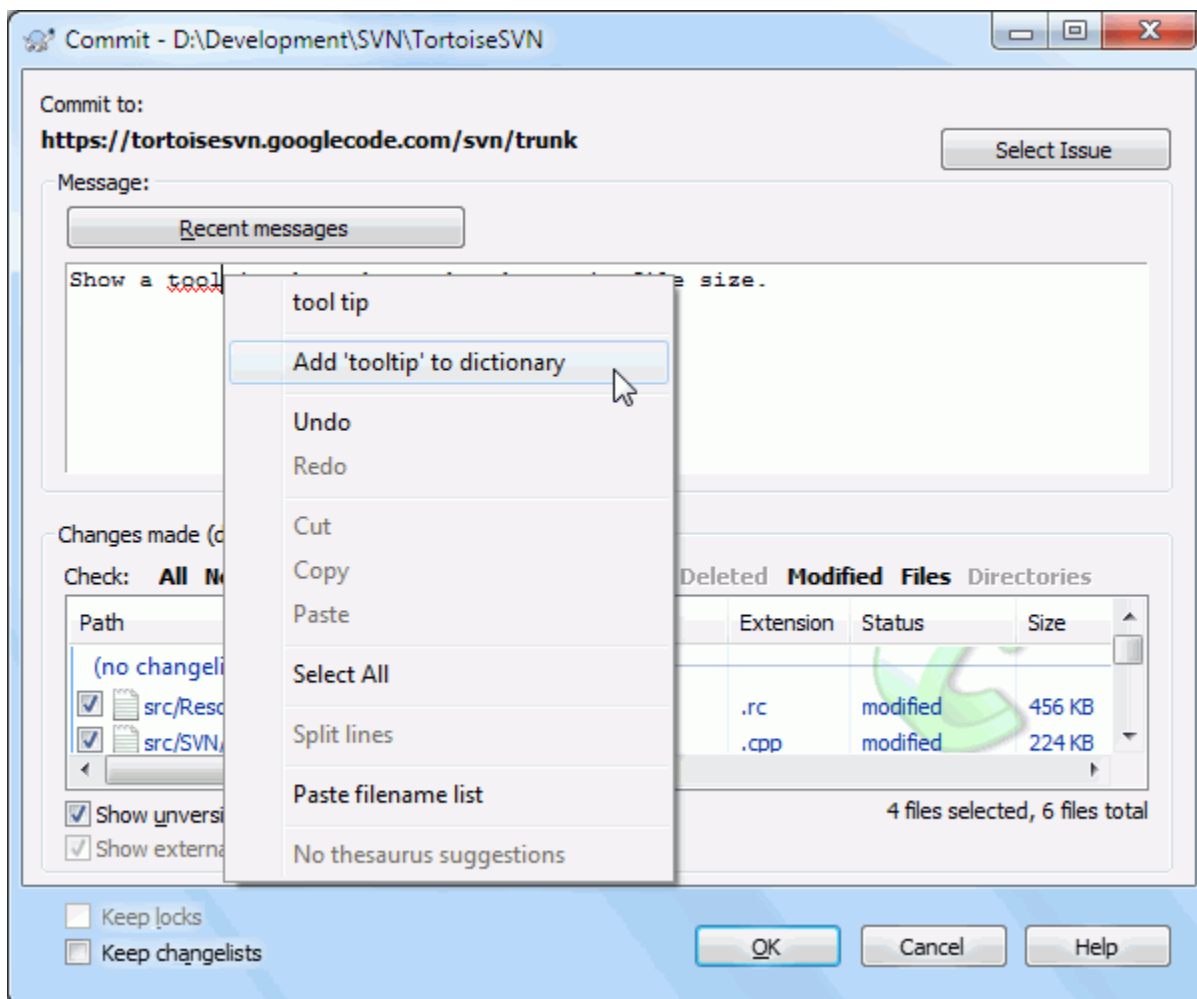 Commit - D:\Development\SVN\TortoiseSVN
Commit to:
https://tortoisesvn.googlecode.com/svn/trunk
Select Issue
Message:
Recent messages
Show a tool size.
tool tip
Add 'tooltip' to dictionary
Undo
Redo
Cut
Copy
Paste
Select All
Split lines
Paste filename list
No thesaurus suggestions
Changes made (d
Check: All No Deleted Modified Files Directories
Path Extension Status Size
(no changeli
src/Reso .rc modified 456 KB
src/SVN/ .cpp modified 224 KB
Show unversi 4 files selected, 6 files total
Show externa
Keep locks
Keep changelists
OK Cancel Help